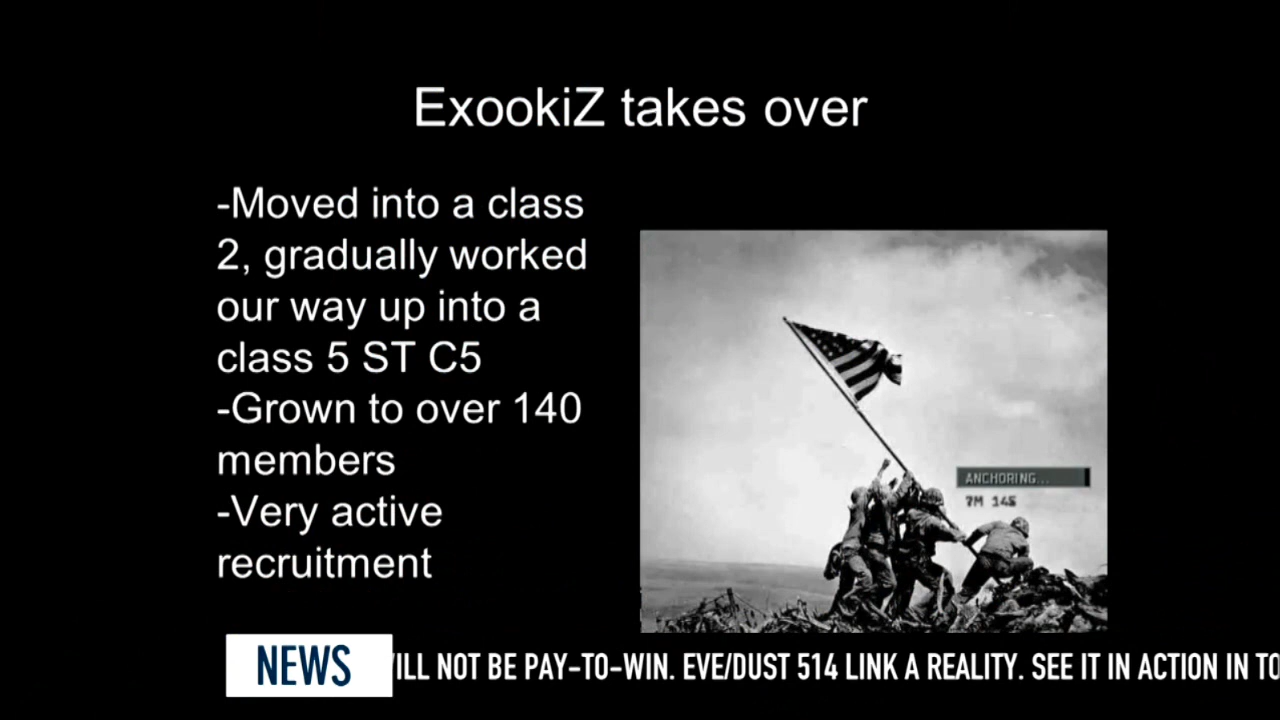 ExookiZ takes over
-Moved into a class
2, gradually worked
our way up into a
class 5 ST C5
-Grown to over 140
members
-Very active
recruitment
ANCHORING...
7M 14S
NEWS
ILL NOT BE PAY-TO-WIN. EVE/DUST 514 LINK A REALITY. SEE IT IN ACTION IN TO